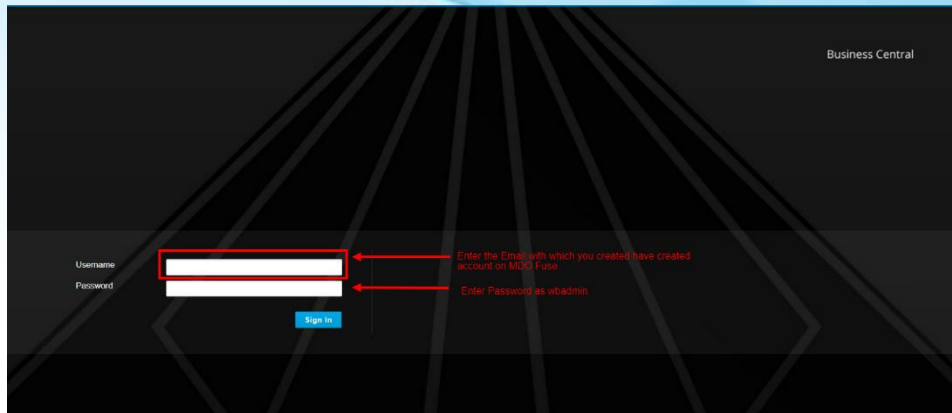 Business Central
Username
Enter the Email with which you created have created
account on MDO Fuse
Password
Enter Password as wbadmin
Sign In